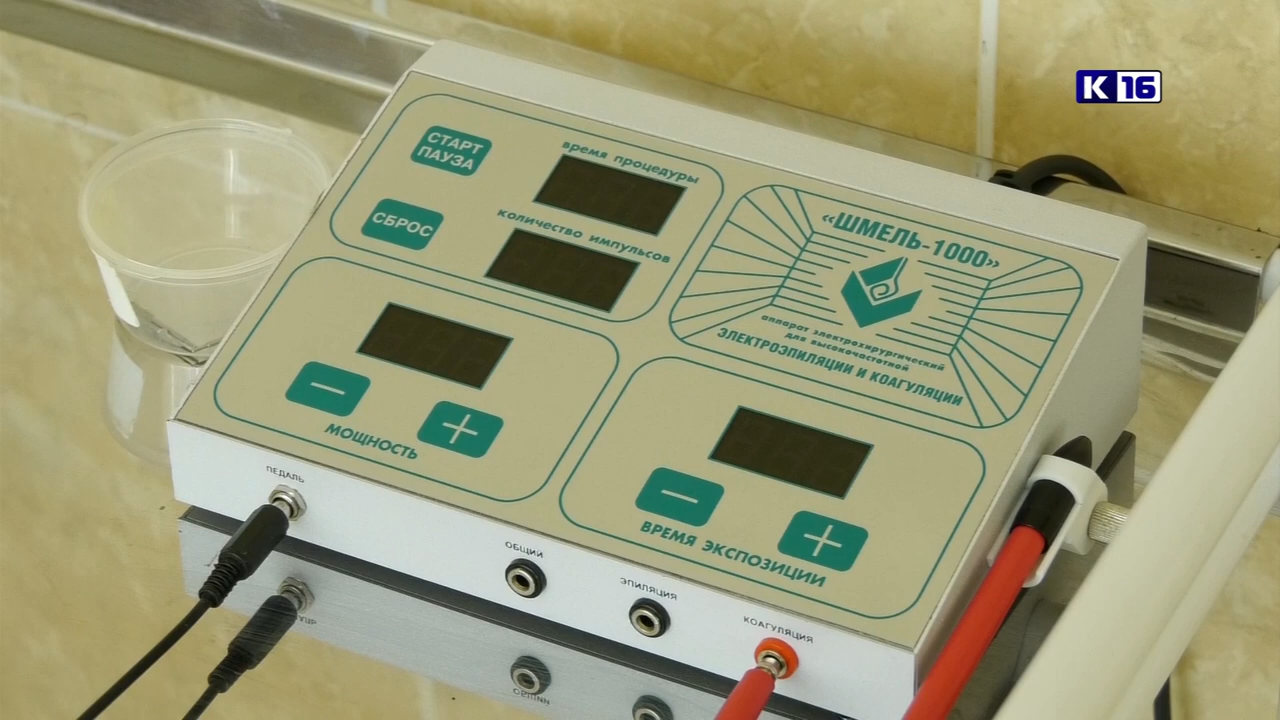 К 16
СТАРТ
ПАУЗА
время процедуры
СБРОС
количество импульсов
«ШМЕЛЬ-1000»
аппарат электрохирургический
для высокочастотной
ЭЛЕКТРОЭПИЛЯЦИИ И КОАГУЛЯЦИИ
МОЩНОСТЬ
ВРЕМЯ ЭКСПОЗИЦИИ
ПЕДАЛЬ
ОБЩИЙ
ЭПИЛЯЦИЯ
КОАГУЛЯЦИЯ